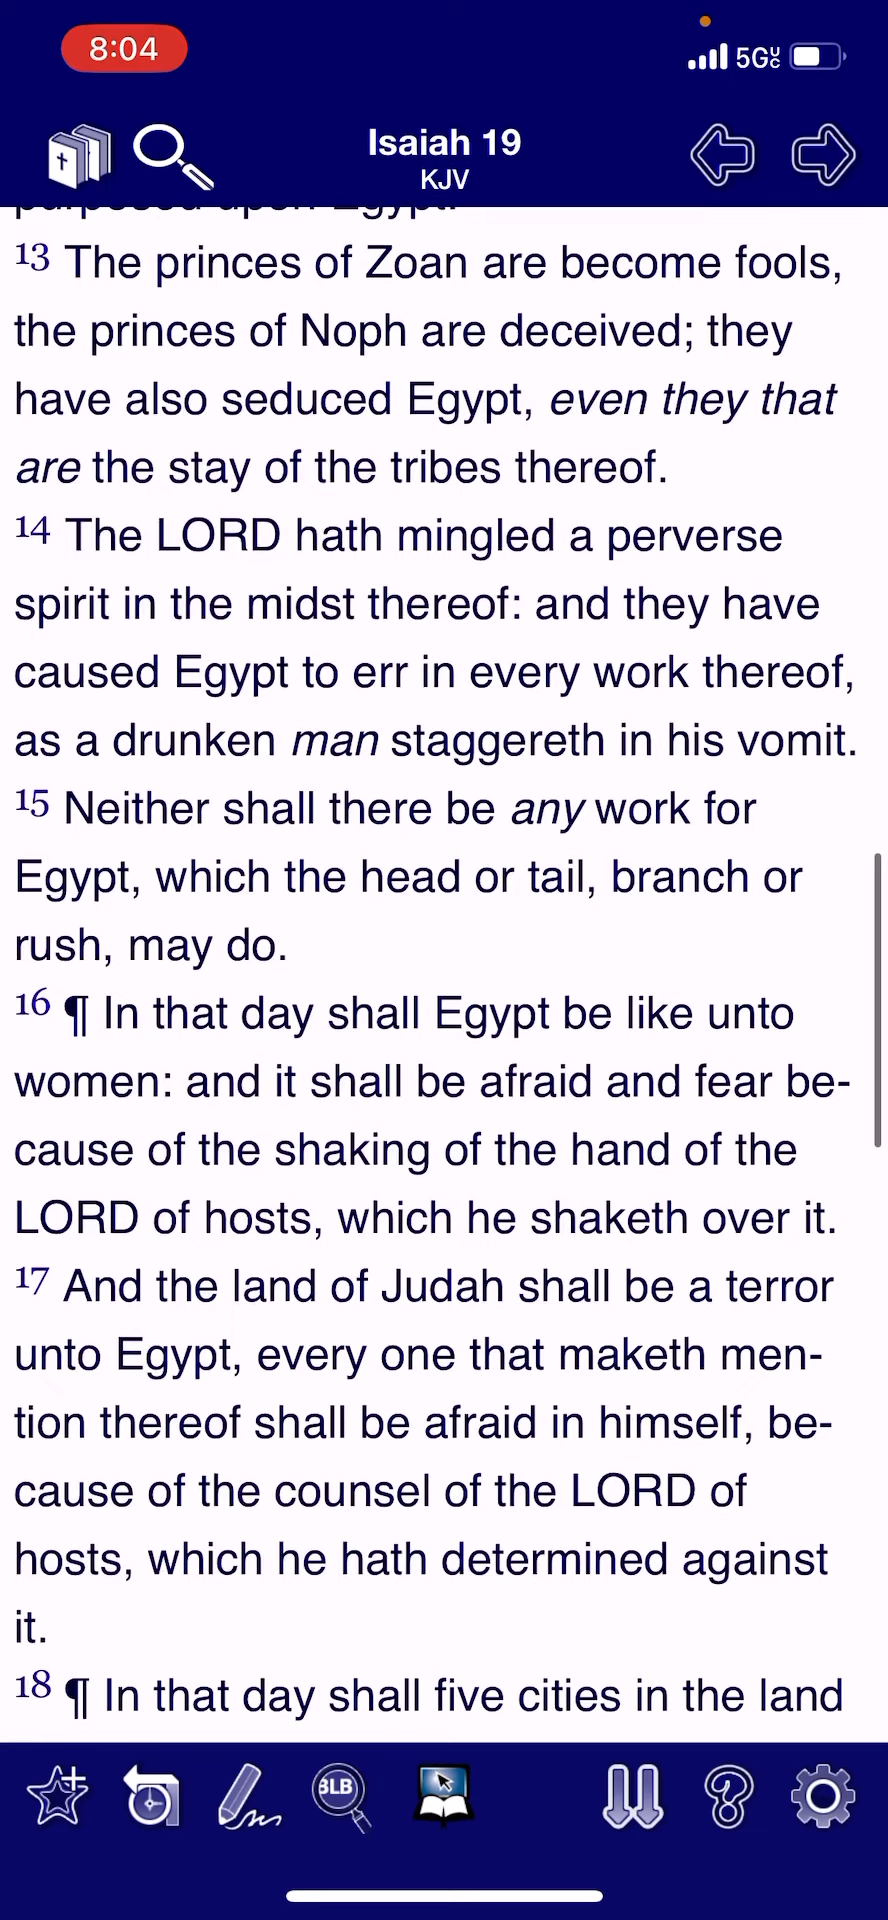 8:04
5G UC
Isaiah 19
KJV
purposed upon Egypt.
13 The princes of Zoan are become fools,
the princes of Noph are deceived; they
have also seduced Egypt, even they that
are the stay of the tribes thereof.
14 The LORD hath mingled a perverse
spirit in the midst thereof: and they have
caused Egypt to err in every work thereof,
as a drunken man staggereth in his vomit.
15 Neither shall there be any work for
Egypt, which the head or tail, branch or
rush, may do.
16 ¶ In that day shall Egypt be like unto
women: and it shall be afraid and fear be-
cause of the shaking of the hand of the
LORD of hosts, which he shaketh over it.
17 And the land of Judah shall be a terror
unto Egypt, every one that maketh men-
tion thereof shall be afraid in himself, be-
cause of the counsel of the LORD of
hosts, which he hath determined against
it.
18 ¶ In that day shall five cities in the land
BLB